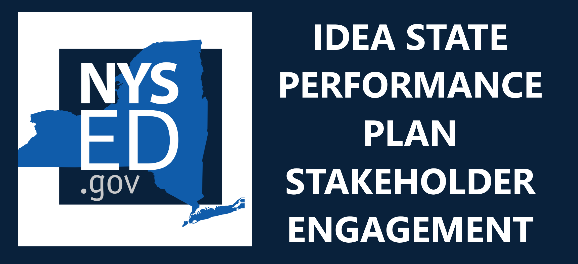 NYS
ED
.gov
IDEA STATE
PERFORMANCE
PLAN
STAKEHOLDER
ENGAGEMENT